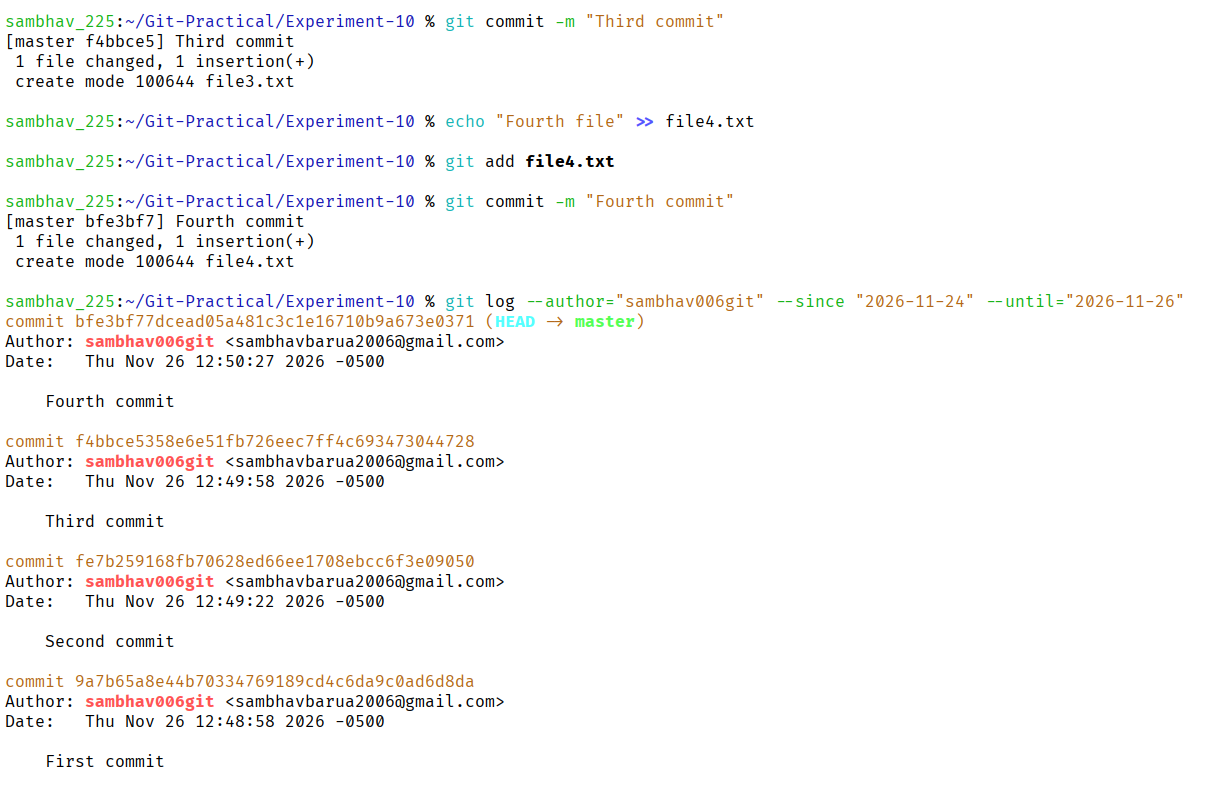 sambhav_225:~/Git-Practical/Experiment-10 % git commit -m "Third commit"
[master f4bbce5] Third commit
 1 file changed, 1 insertion(+)
 create mode 100644 file3.txt
sambhav_225:~/Git-Practical/Experiment-10 % echo "Fourth file" >> file4.txt
sambhav_225:~/Git-Practical/Experiment-10 % git add file4.txt
sambhav_225:~/Git-Practical/Experiment-10 % git commit -m "Fourth commit"
[master bfe3bf7] Fourth commit
 1 file changed, 1 insertion(+)
 create mode 100644 file4.txt
sambhav_225:~/Git-Practical/Experiment-10 % git log --author="sambhav006git" --since "2026-11-24" --until="2026-11-26"
commit bfe3bf77dcead05a481c3c1e16710b9a673e0371 (HEAD -> master)
Author: sambhav006git <sambhavbarua2006@gmail.com>
Date:   Thu Nov 26 12:50:27 2026 -0500
    Fourth commit
commit f4bbce5358e6e51fb726eec7ff4c693473044728
Author: sambhav006git <sambhavbarua2006@gmail.com>
Date:   Thu Nov 26 12:49:58 2026 -0500
    Third commit
commit fe7b259168fb70628ed66ee1708ebcc6f3e09050
Author: sambhav006git <sambhavbarua2006@gmail.com>
Date:   Thu Nov 26 12:49:22 2026 -0500
    Second commit
commit 9a7b65a8e44b70334769189cd4c6da9c0ad6d8da
Author: sambhav006git <sambhavbarua2006@gmail.com>
Date:   Thu Nov 26 12:48:58 2026 -0500
    First commit